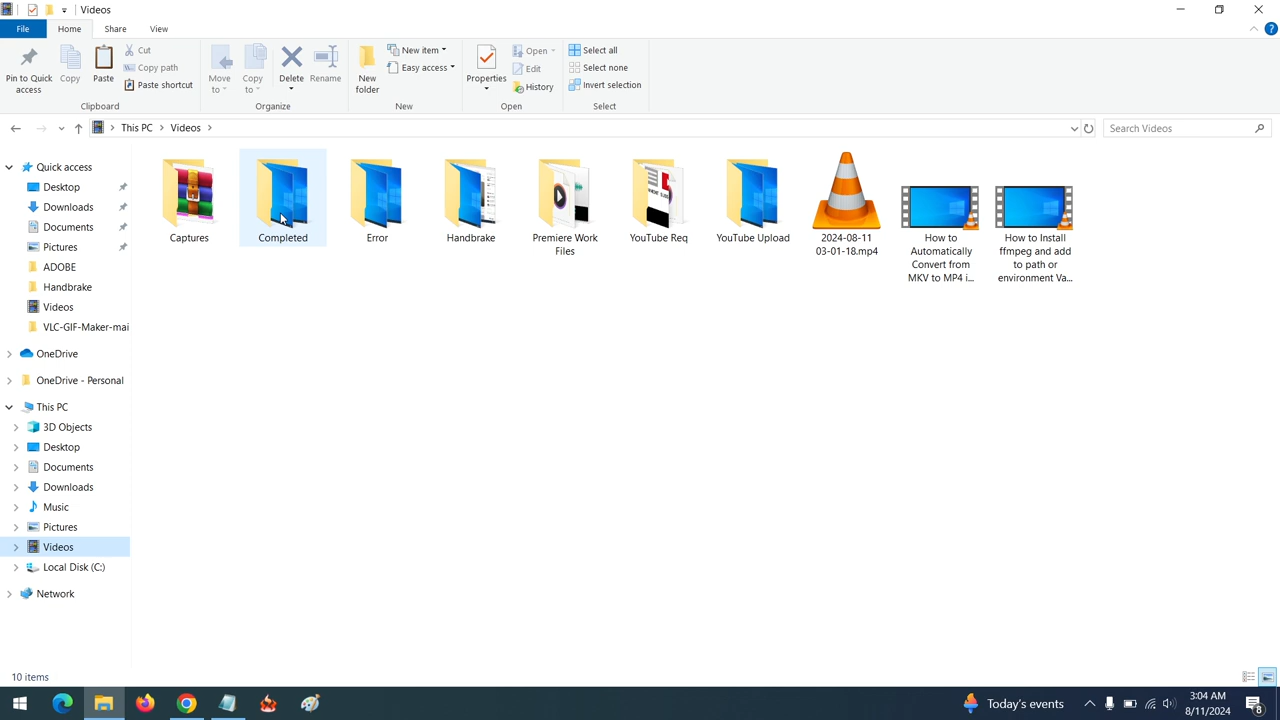 Videos
File Home Share View
Pin to Quick access
Copy
Paste
Cut
Copy path
Paste shortcut
Clipboard
Move to
Copy to
Delete
Rename
Organize
New folder
New item
Easy access
New
Properties
Open
Edit
History
Open
Select all
Select none
Invert selection
Select
This PC Videos
Search Videos
Quick access
Desktop
Downloads
Documents
Pictures
ADOBE
Handbrake
Videos
VLC-GIF-Maker-mai
OneDrive
OneDrive - Personal
This PC
3D Objects
Desktop
Documents
Downloads
Music
Pictures
Videos
Local Disk (C:)
Network
Captures
Completed
Error
Handbrake
Premiere Work
Files
YouTube Req
YouTube Upload
2024-08-11
03-01-18.mp4
How to
Automatically
Convert from
MKV to MP4 i...
How to Install
ffmpeg and add
to path or
environment Va...
10 items
Today's events
3:04 AM
8/11/2024
8